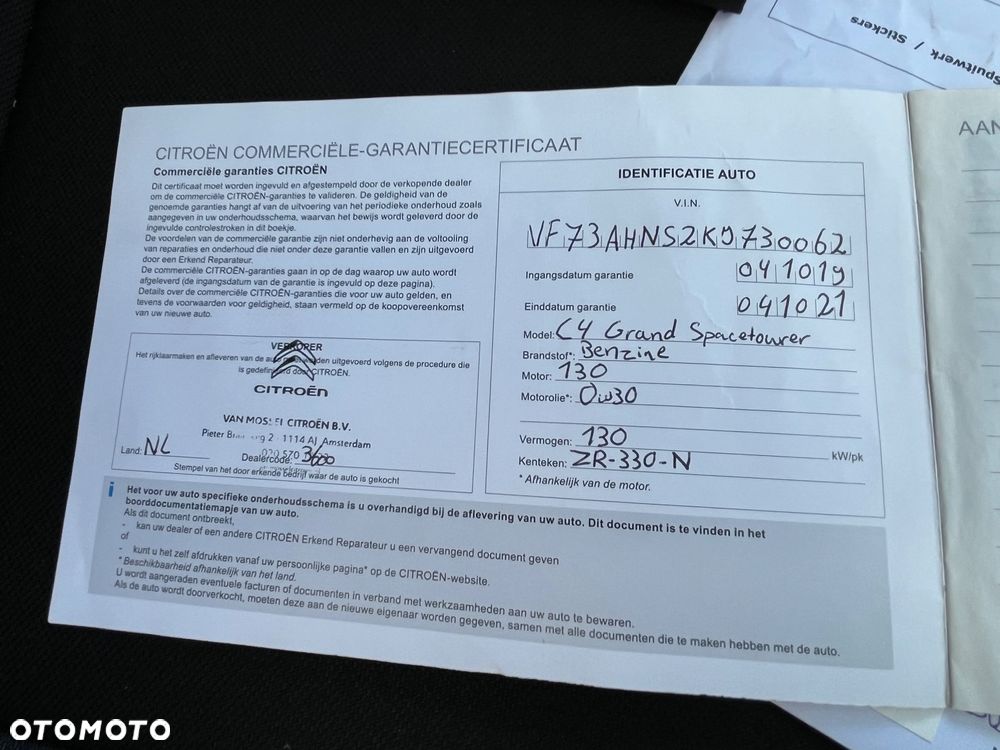 Spuitwerk / Stickers
AAN
CITROËN COMMERCIËLE-GARANTIECERTIFICAAT
Commerciële garanties CITROËN
Dit certificaat moet worden ingevuld en afgestempeld door de verkopende dealer
om de commerciële CITROËN-garanties te valideren. De geldigheid van de
genoemde garanties hangt af van de uitvoering van het periodieke onderhoud zoals
aangegeven in uw onderhoudsschema, waarvan het bewijs wordt geleverd door de
ingevulde controlestroken in dit boekje.
De voordelen van de commerciële garantie zijn niet onderhevig aan de voltooling
van reparaties en onderhoud die niet onder deze garantie vallen en zijn uitgevoerd
door een Erkend Reparateur.
De commerciële CITROËN-garanties gaan in op de dag waarop uw auto wordt
afgeleverd (de ingangsdatum van de garantie is ingevuld op deze pagina).
Details over de commerciële CITROËN-garanties die voor uw auto gelden, en
tevens de voorwaarden voor geldigheid, staan vermeld op de koopovereenkomst
van uw nieuwe auto.
VERKOPER
Het rijklaarmaken en afleveren van de auto worden uitgevoerd volgens de procedure die
is gedefinieerd door CITROËN.
CITROËN
VAN MOSSEL CITROËN B.V.
Pieter 2 1114 AJ Amsterdam
020 570
Land: NL
Dealercode: 3600
Stempel van het door erkende bedrijf waar de auto is gekocht
IDENTIFICATIE AUTO
V.I.N.
VF73AHNS2KJ730062
Ingangsdatum garantie 041019
Einddatum garantie 041021
Model: C4 Grand Spacetourer
Brandstof*: Benzine
Motor: 130
Motorolie*: 0w30
Vermogen: 130 kW/pk
Kenteken: ZR-330-N
* Afhankelijk van de motor.
i
Het voor uw auto specifieke onderhoudsschema is u overhandigd bij de aflevering van uw auto. Dit document is te vinden in het
boorddocumentatiemapje van uw auto.
Als dit document ontbreekt,
- kan uw dealer of een andere CITROËN Erkend Reparateur u een vervangend document geven
of
- kunt u het zelf afdrukken vanaf uw persoonlijke pagina* op de CITROËN-website.
* Beschikbaarheid afhankelijk van het land.
U wordt aangeraden eventuele facturen of documenten in verband met werkzaamheden aan uw auto te bewaren.
Als de auto wordt doorverkocht, moeten deze aan de nieuwe eigenaar worden gegeven, samen met alle documenten die te maken hebben met de auto.
OTOMOTO